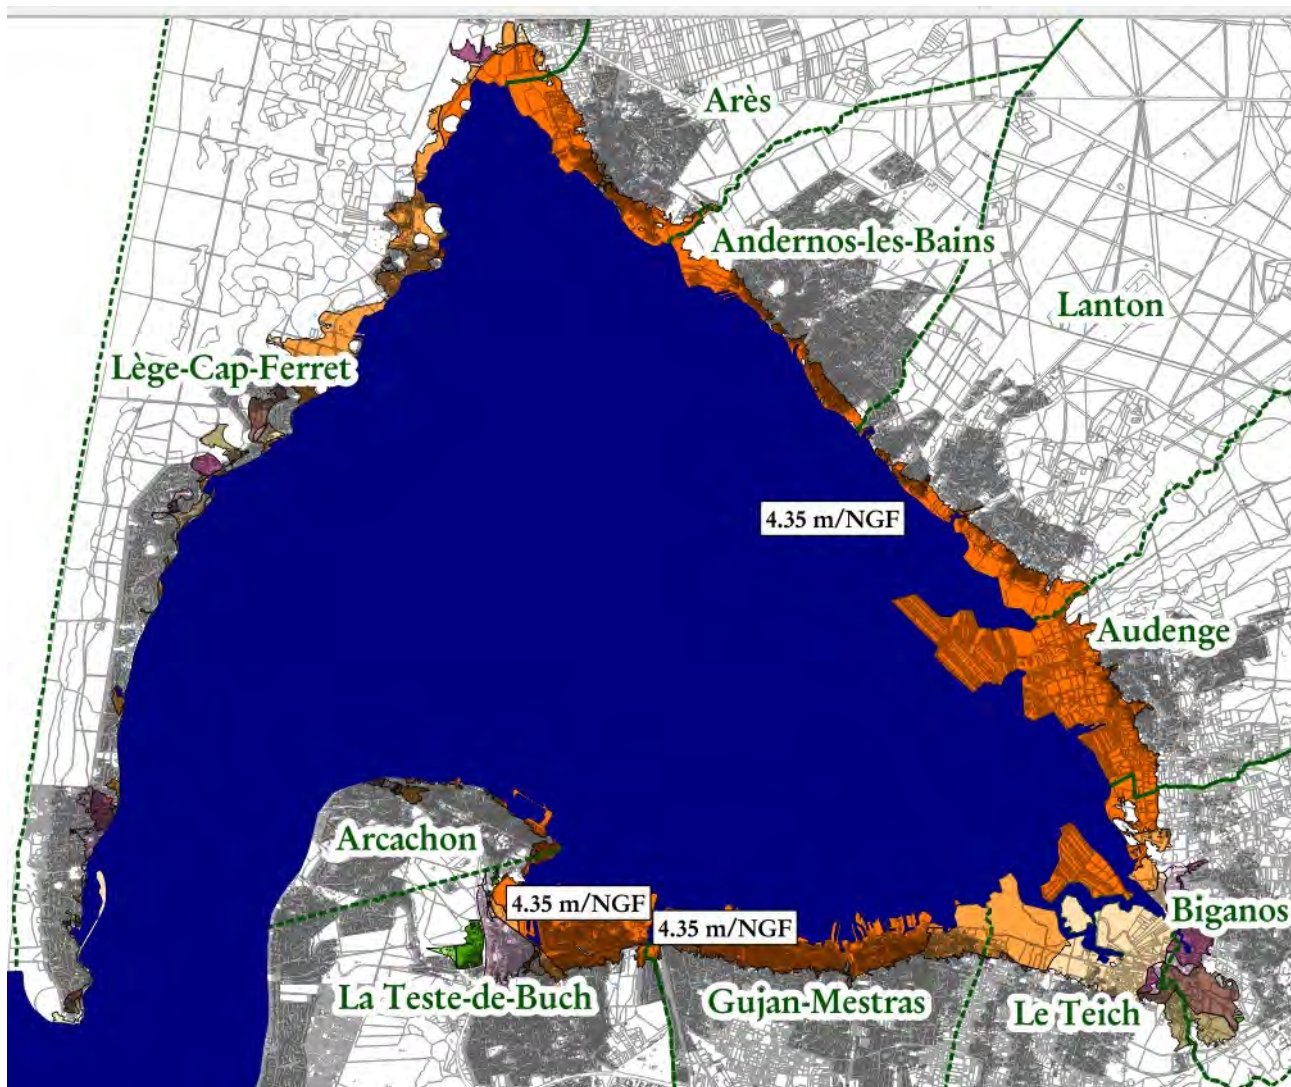 Arès
Andernos-les-Bains
Lanton
Lège-Cap-Ferret
4.35 m/NGF
Audenge
Arcachon
4.35 m/NGF
4.35 m/NGF
Biganos
La Teste-de-Buch
Gujan-Mestras
Le Teich